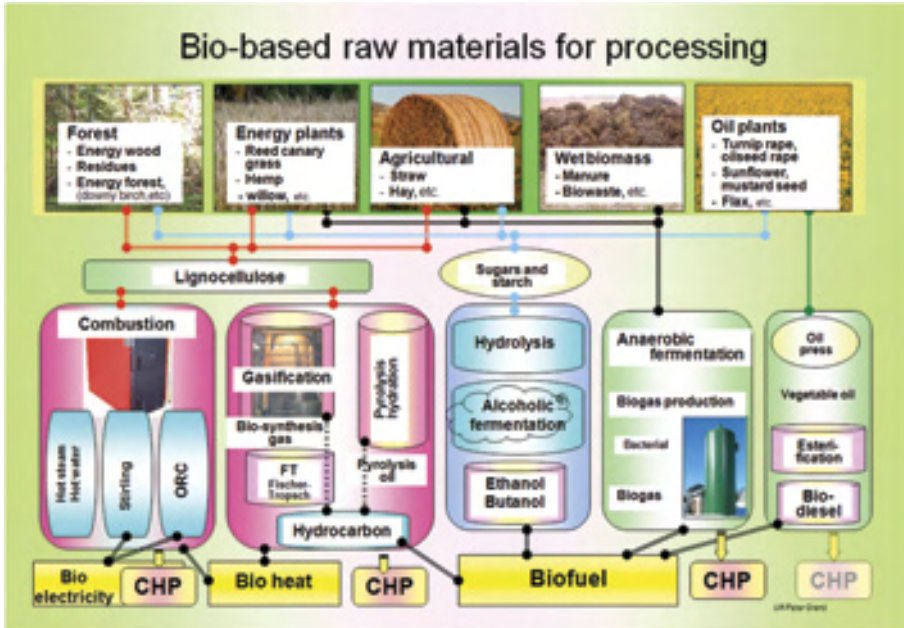 Bio-based raw materials for processing
Forest
- Energy wood
- Residues
- Energy forest,
(downy birch,etc)
Energy plants
- Reed canary
grass
- Hemp
- willow, etc.
Agricultural
- Straw
- Hay, etc.
Wet biomass
- Manure
- Biowaste, etc.
Oil plants
- Turnip rape,
oilseed rape
- Sunflower,
mustard seed
- Flax, etc.
Lignocellulose
Sugars and
starch
Combustion
Hot steam
Hot water
Stirling
ORC
Gasification
Bio-synthesis
gas
FT
Fischer-
Tropsch
Pyrolysis
hydration
Pyrolysis
oil
Hydrocarbon
Hydrolysis
Alcoholic
fermentation
Ethanol
Butanol
Anaerobic
fermentation
Biogas production
Bacterial
Biogas
Oil
press
Vegetable oil
Esteri-
fication
Bio-
diesel
Bio
electricity
CHP
Bio heat
CHP
Biofuel
CHP
CHP